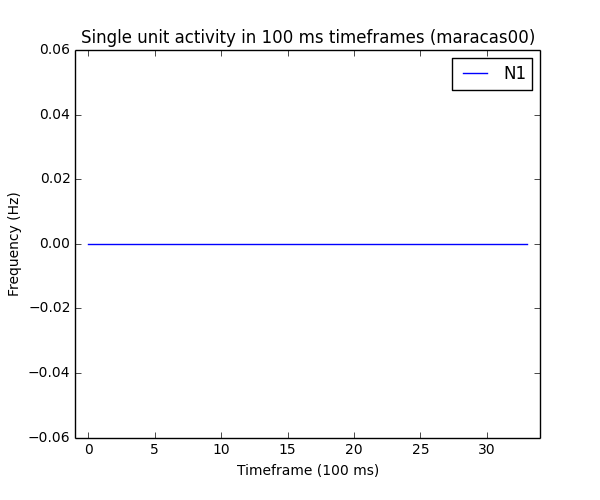 Single unit activity in 100 ms timeframes (maracas00)
N1
0.06
0.04
0.02
0.00
−0.02
−0.04
−0.06
Frequency (Hz)
0 5 10 15 20 25 30
Timeframe (100 ms)